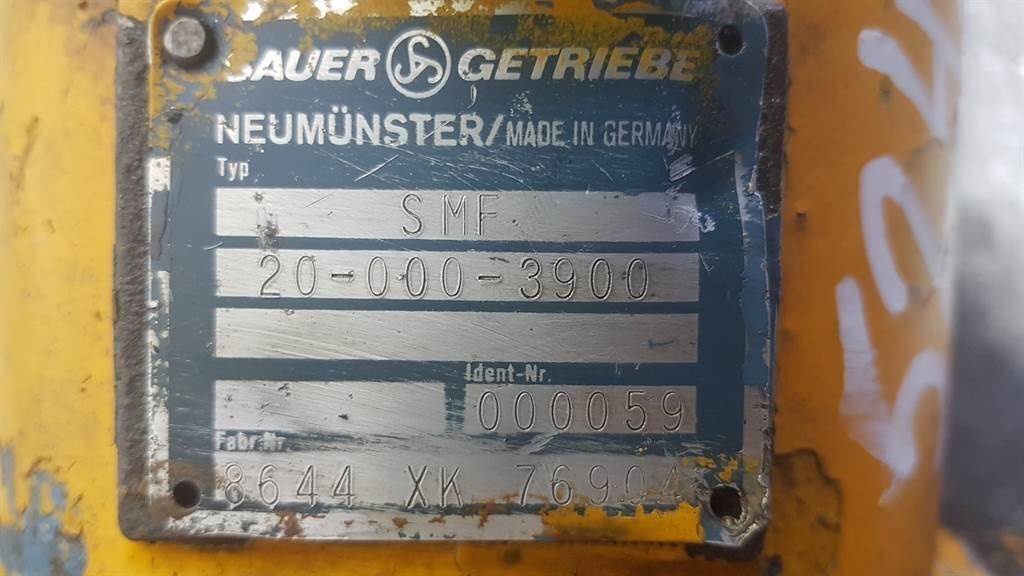 SAUER GETRIEBE
NEUMÜNSTER/MADE IN GERMANY
Typ
SMF
20-000-3900
Ident-Nr.
000059
Fabr-Nr
8644 XK 76904